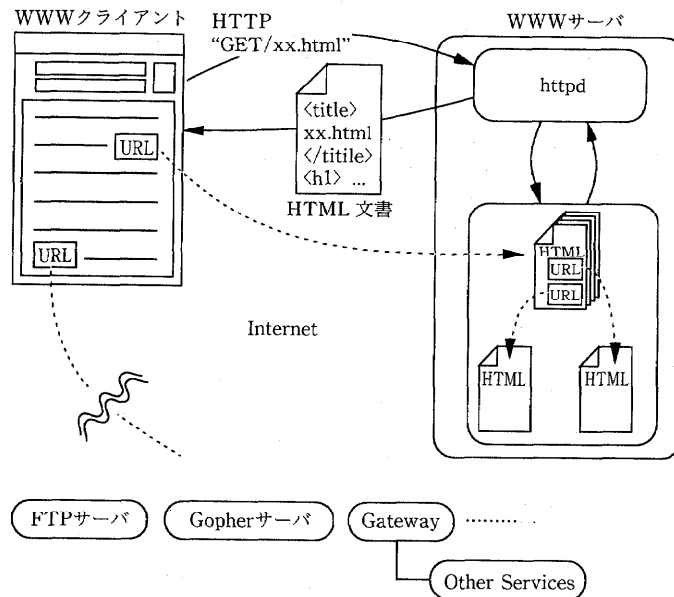 WWWクライアント
HTTP
“GET/xx.html”
WWWサーバ
httpd
<title>
xx.html
</titile>
<h1> ...
HTML 文書
URL
URL
HTML
URL
URL
HTML
HTML
Internet
FTPサーバ
Gopherサーバ
Gateway
Other Services